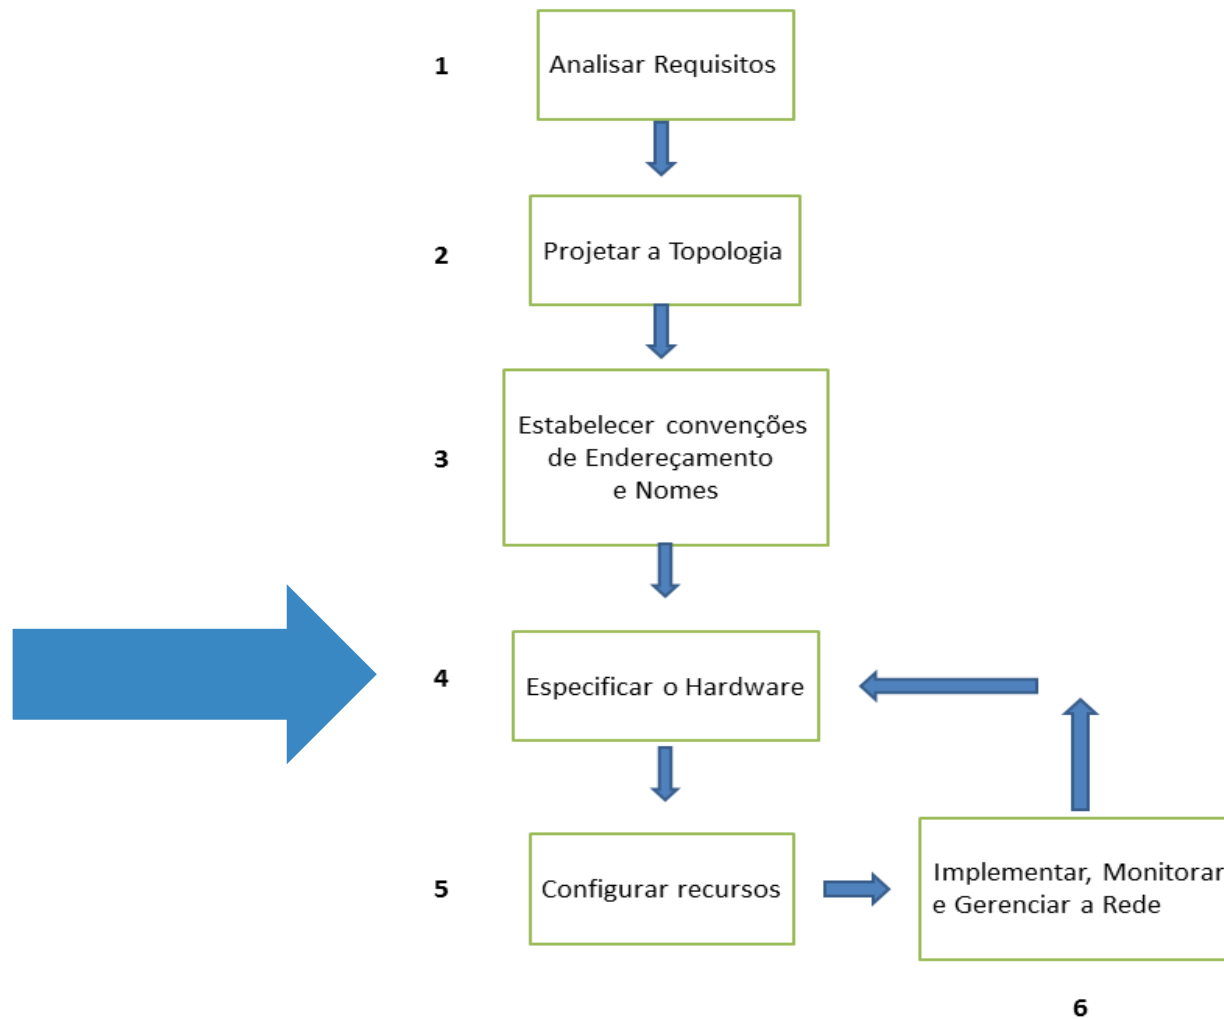 1
Analisar Requisitos
2
Projetar a Topologia
3
Estabelecer convenções
de Endereçamento
e Nomes
4
Especificar o Hardware
5
Configurar recursos
Implementar, Monitorar
e Gerenciar a Rede
6